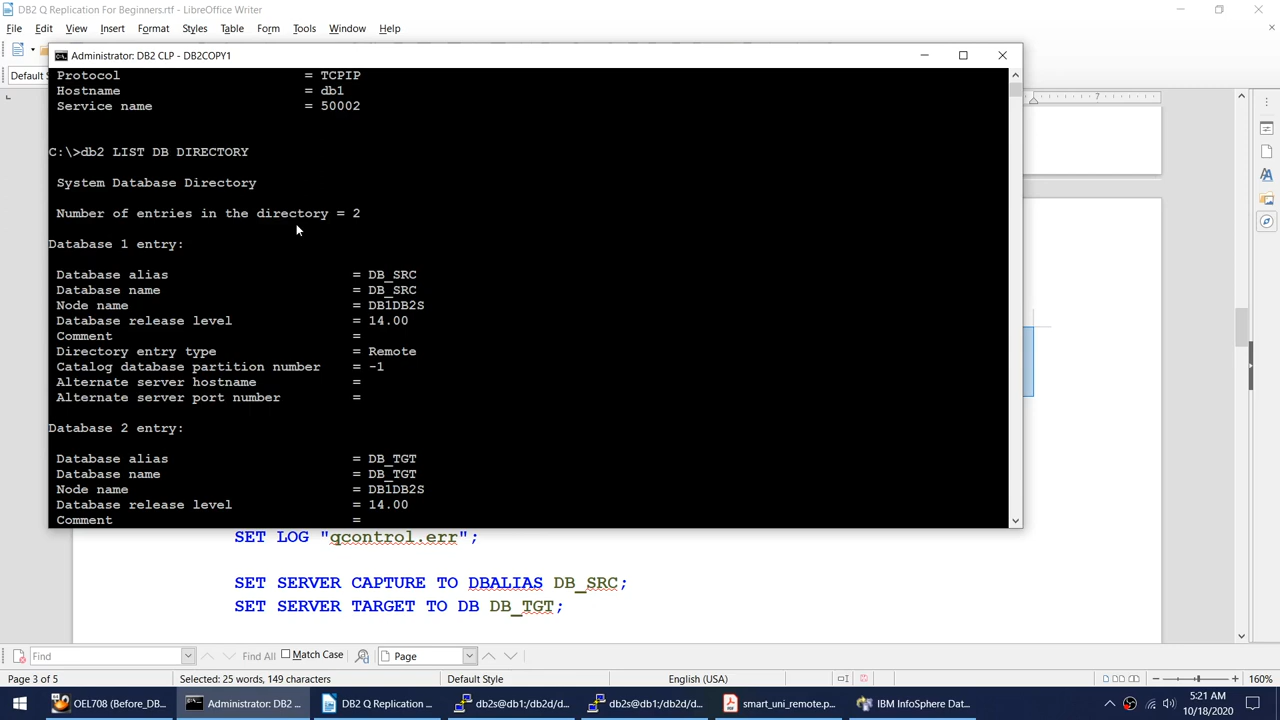 DB2 Q Replication For Beginners.rtf - LibreOffice Writer
File Edit View Insert Format Styles Table Form Tools Window Help
Administrator: DB2 CLP - DB2COPY1
Default S
7
Protocol = TCPIP
Hostname = db1
Service name = 50002
C:\>db2 LIST DB DIRECTORY
System Database Directory
Number of entries in the directory = 2
Database 1 entry:
Database alias = DB_SRC
Database name = DB_SRC
Node name = DB1DB2S
Database release level = 14.00
Comment =
Directory entry type = Remote
Catalog database partition number = -1
Alternate server hostname =
Alternate server port number =
Database 2 entry:
Database alias = DB_TGT
Database name = DB_TGT
Node name = DB1DB2S
Database release level = 14.00
Comment =
SET LOG "qcontrol.err";
SET SERVER CAPTURE TO DBALIAS DB_SRC;
SET SERVER TARGET TO DB DB_TGT;
Find Find All Match Case Page
Page 3 of 5 Selected: 25 words, 149 characters Default Style English (USA) 160%
OEL708 (Before_DB... Administrator: DB2 ... DB2 Q Replication ... db2s@db1:/db2d/d... db2s@db1:/db2d/d... smart_uni_remote.p... IBM InfoSphere Dat... 5:21 AM
10/18/2020